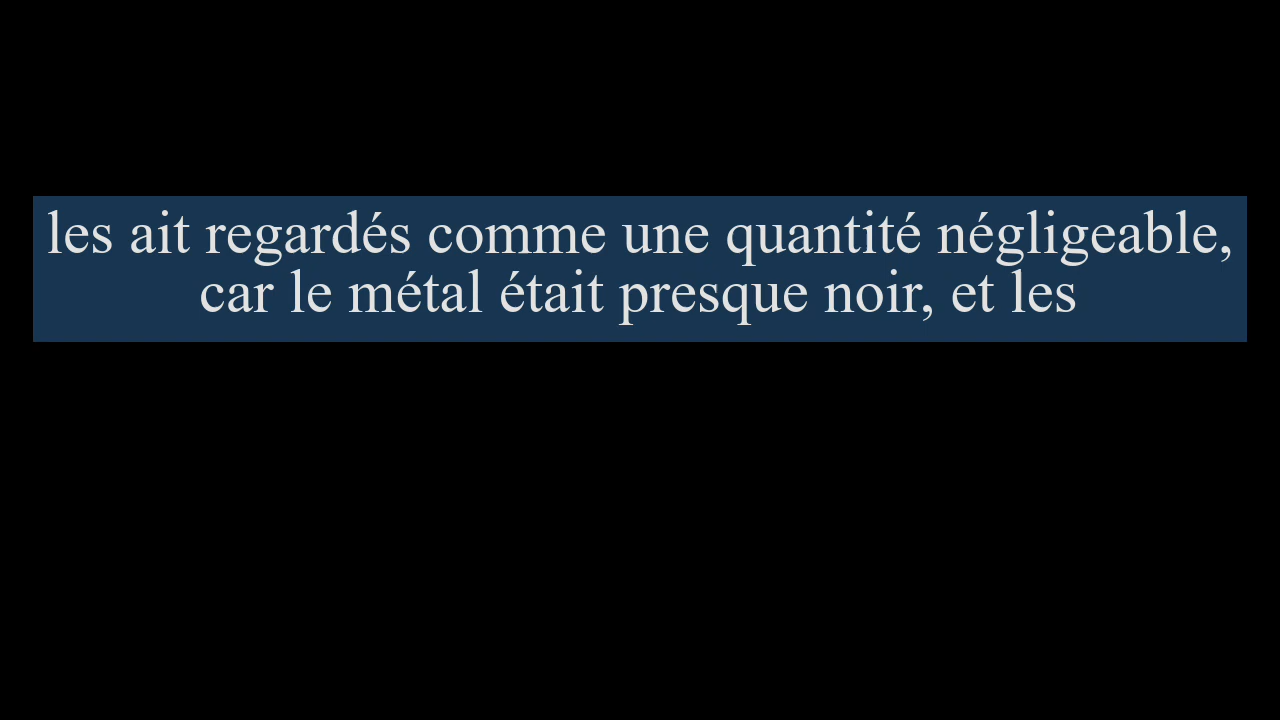 les ait regardés comme une quantité négligeable,
car le métal était presque noir, et les